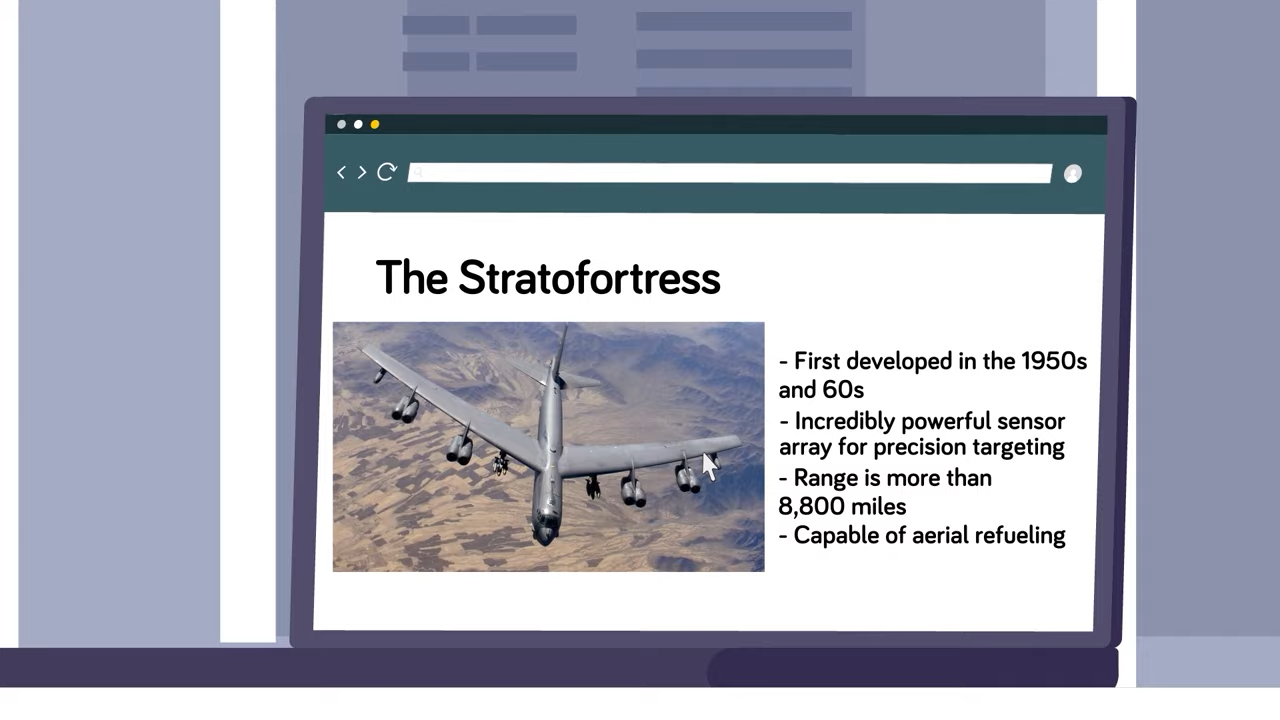 The Stratofortress
- First developed in the 1950s
and 60s
- Incredibly powerful sensor
array for precision targeting
- Range is more than
8,800 miles
- Capable of aerial refueling